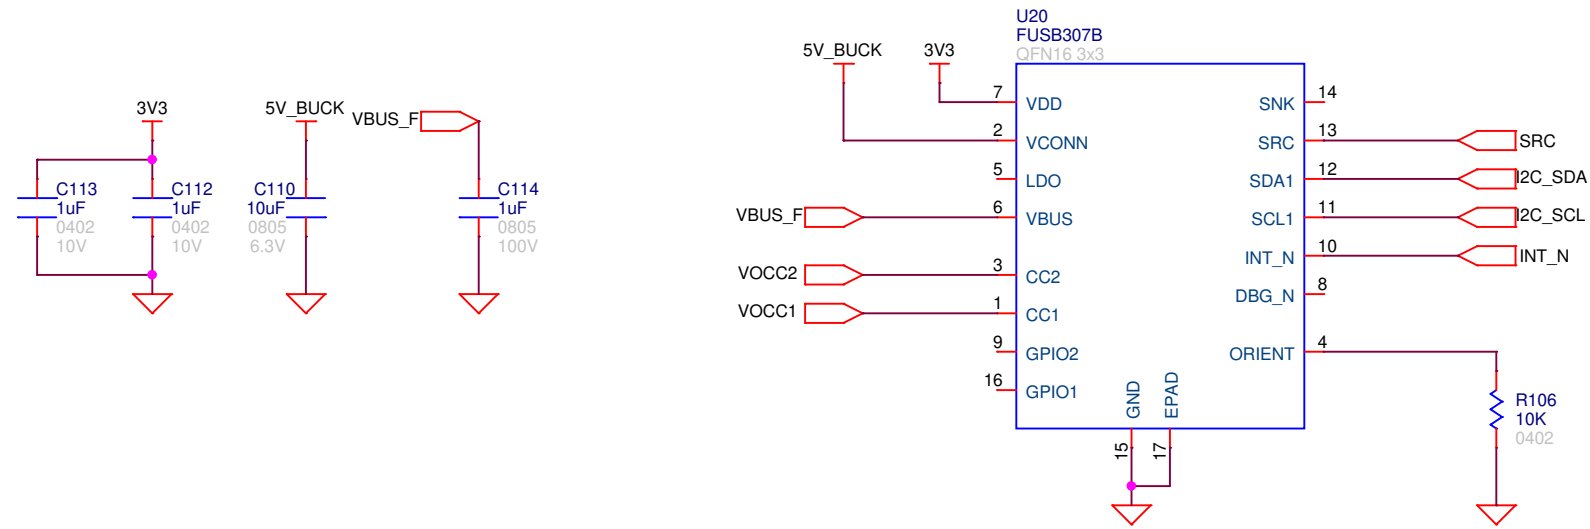 3V3
5V_BUCK
VBUS_F
C113
1uF
0402
10V
C112
1uF
0402
10V
C110
10uF
0805
6.3V
C114
1uF
0805
100V
U20
FUSB307B
QFN16 3x3
5V_BUCK
3V3
7 VDD
2 VCONN
5 LDO
VBUS_F 6 VBUS
VOCC2 3 CC2
VOCC1 1 CC1
9 GPIO2
16 GPIO1
SNK 14
SRC 13 SRC
SDA1 12 I2C_SDA
SCL1 11 I2C_SCL
INT_N 10 INT_N
DBG_N 8
ORIENT 4
GND
EPAD
15
17
R106
10K
0402